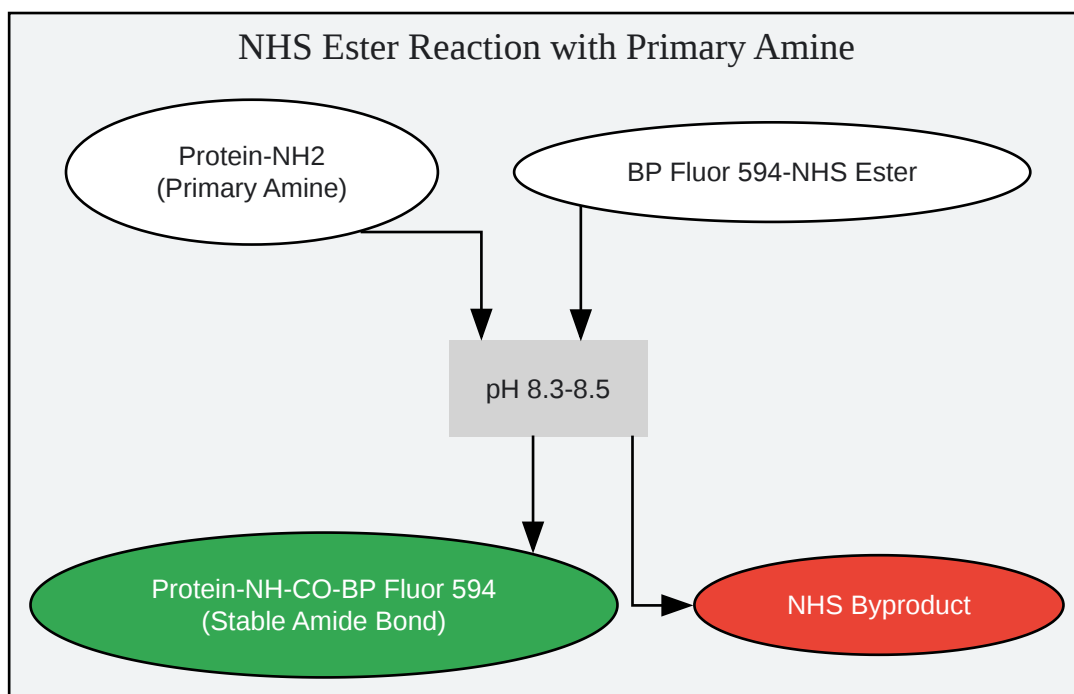 NHS Ester Reaction with Primary Amine
Protein-NH2
(Primary Amine)
BP Fluor 594-NHS Ester
pH 8.3-8.5
Protein-NH-CO-BP Fluor 594
(Stable Amide Bond)
NHS Byproduct